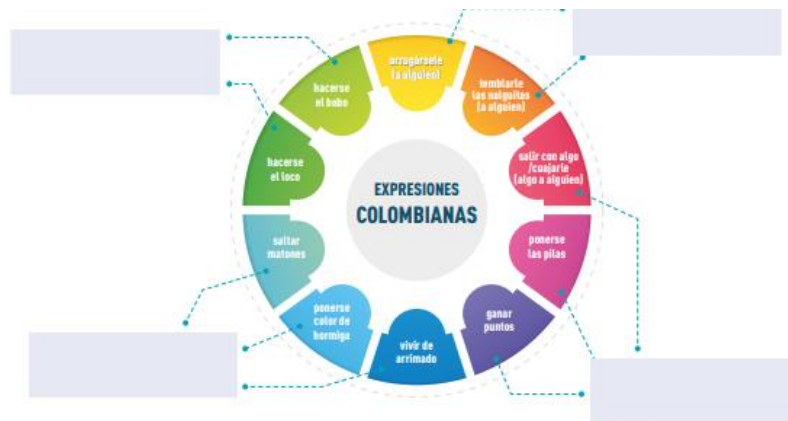 EXPRESIONES
COLOMBIANAS
arrugársele
(a alguien)
temblarle
las nalguitas
(a alguien)
salir con algo
/cuajarle
(algo a alguien)
ponerse
las pilas
ganar
puntos
vivir de
arrimado
ponerse
color de
hormiga
saltar
matones
hacerse
el loco
hacerse
el bobo